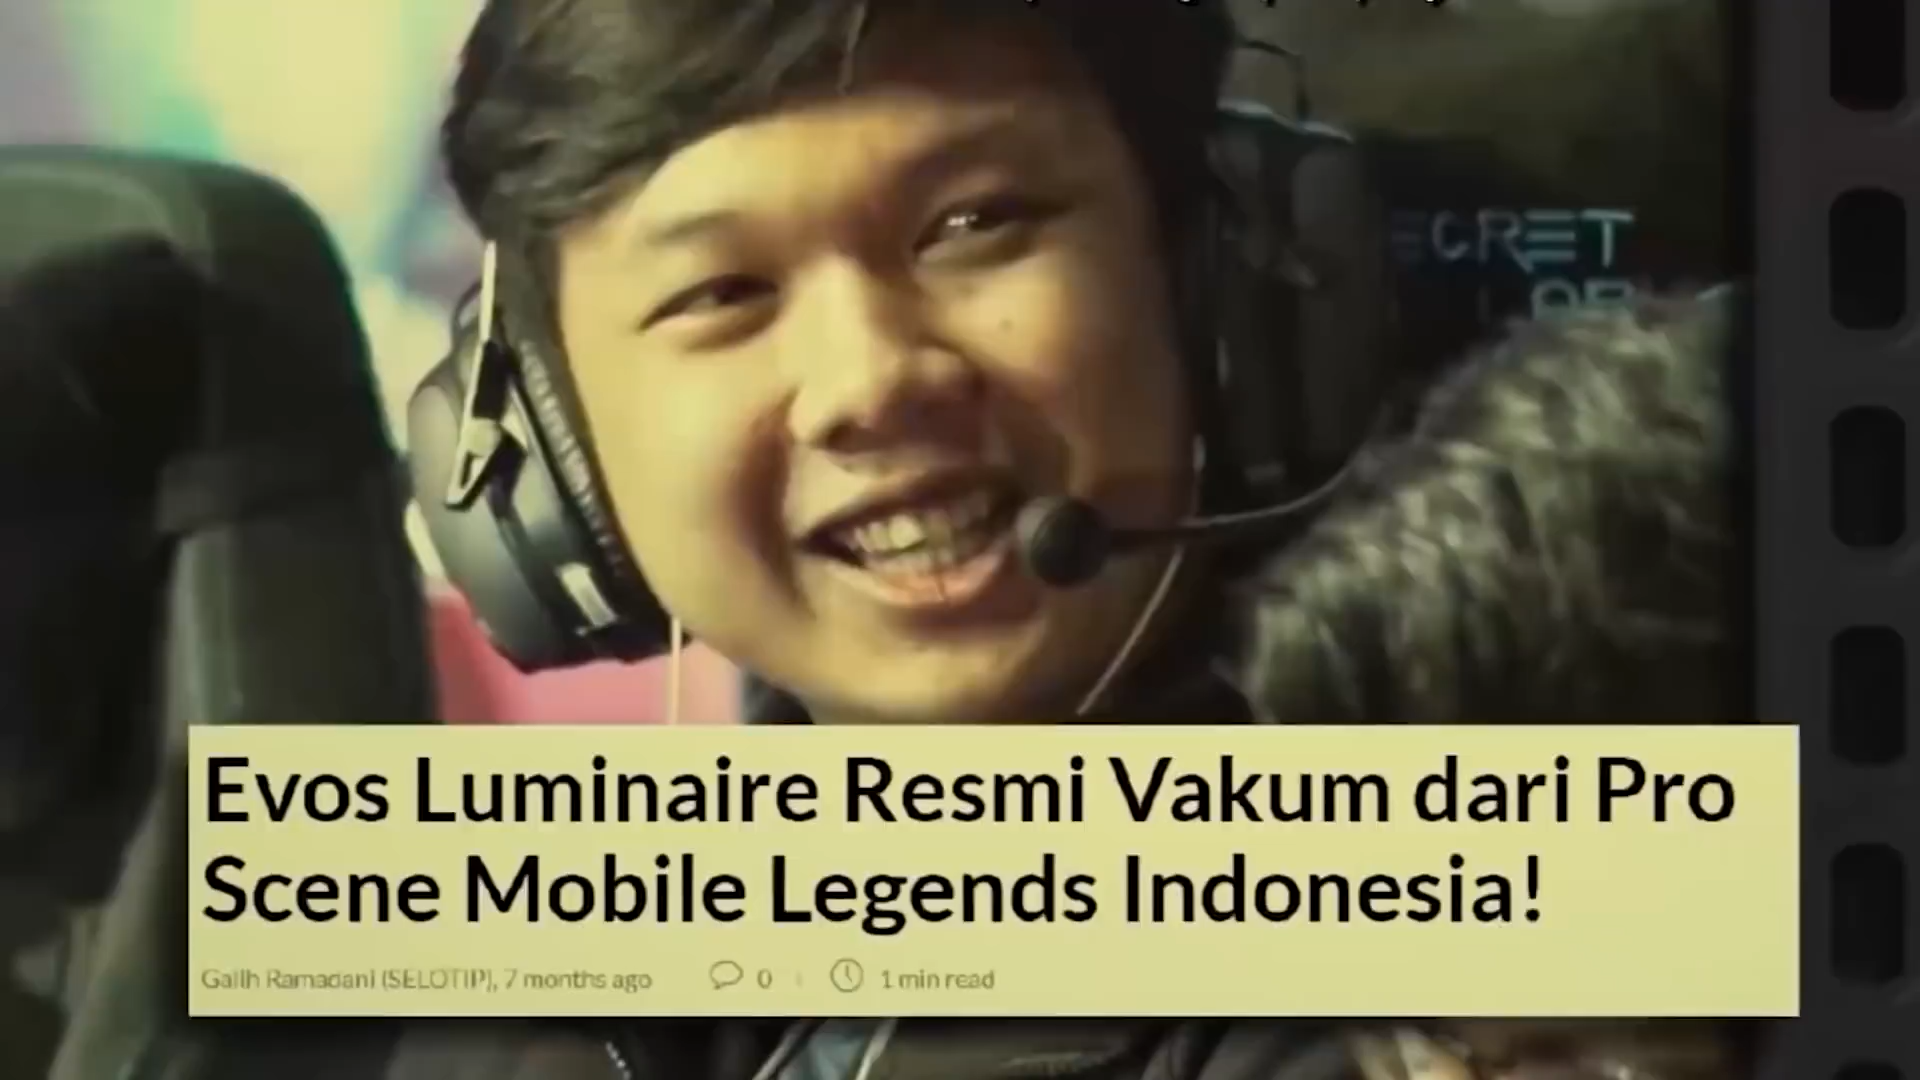 ECRET
Evos Luminaire Resmi Vakum dari Pro
Scene Mobile Legends Indonesia!
Galih Ramadani (SELOTIP), 7 months ago 0 1 min read